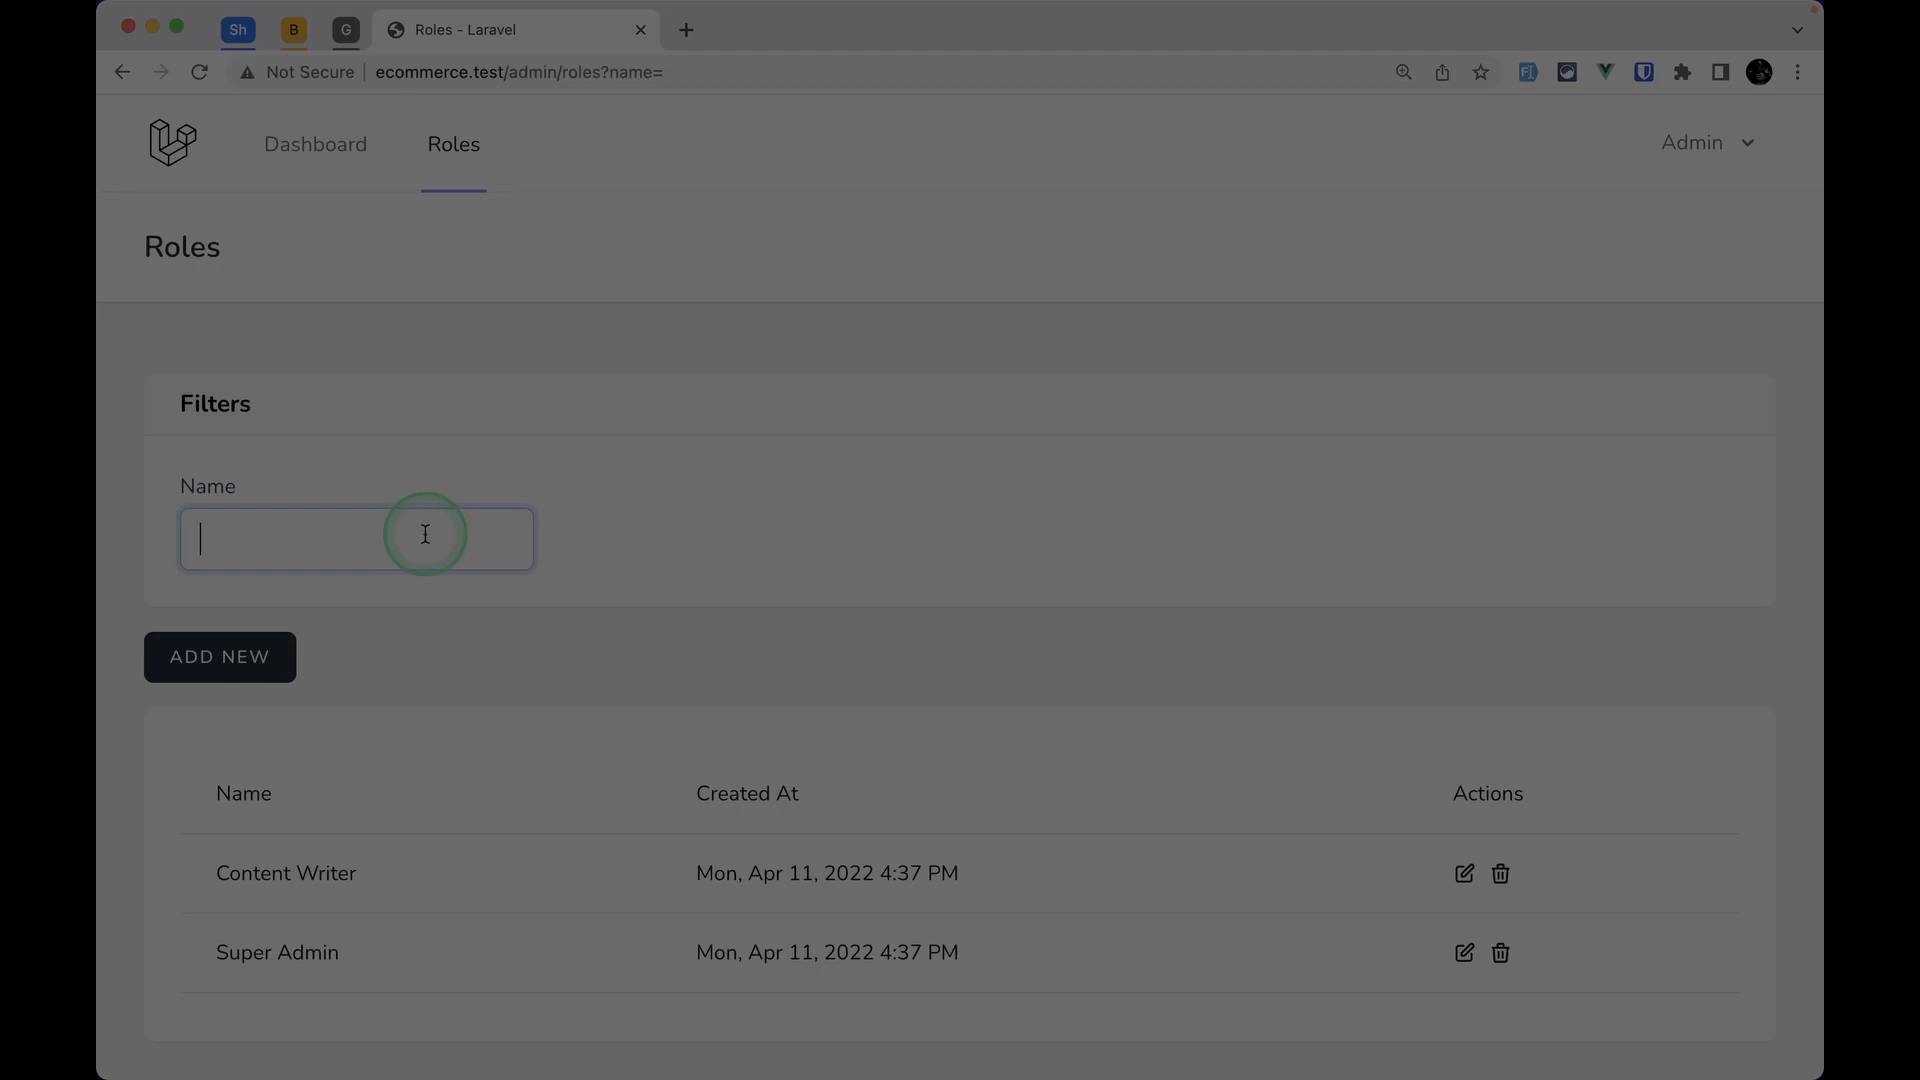 Sh
B
G
Roles - Laravel
Not Secure
ecommerce.test/admin/roles?name=
Dashboard
Roles
Admin
Roles
Filters
Name
ADD NEW
Name Created At Actions
Content Writer Mon, Apr 11, 2022 4:37 PM
Super Admin Mon, Apr 11, 2022 4:37 PM